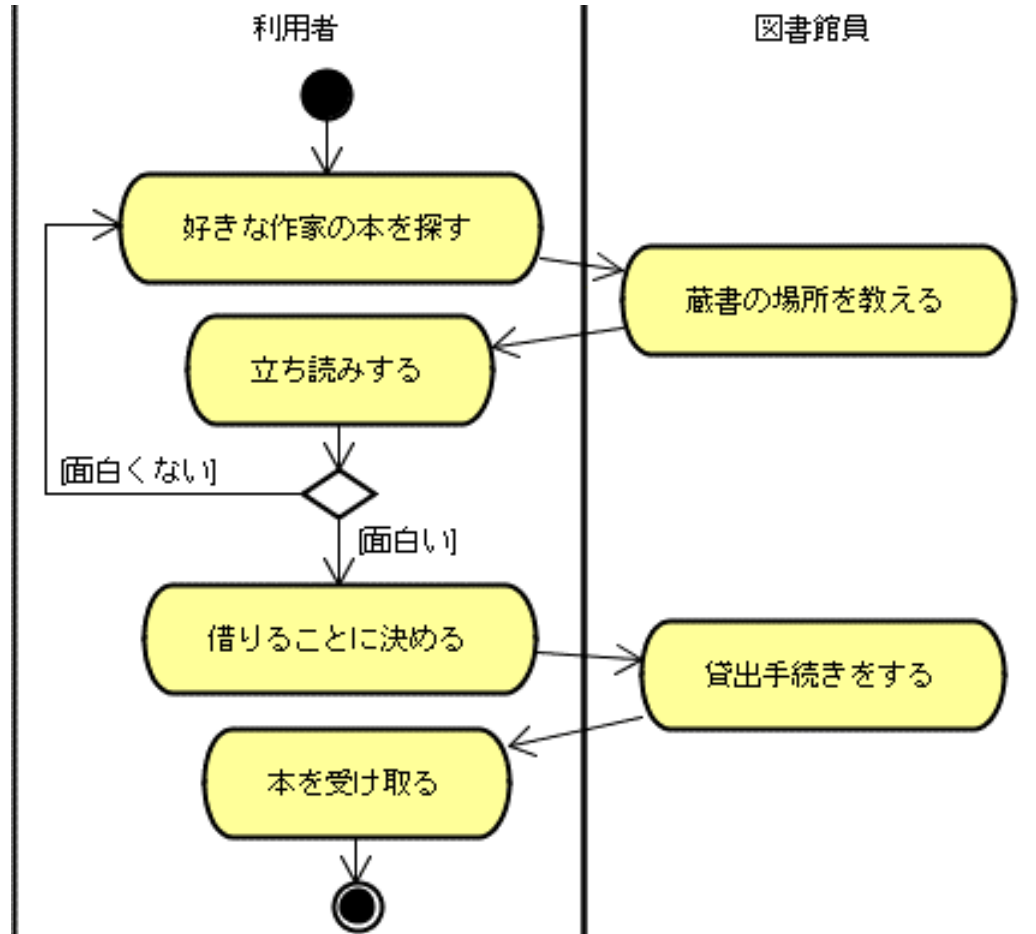 利用者
図書館員
好きな作家の本を探す
蔵書の場所を教える
立ち読みする
[面白くない]
[面白い]
借りることに決める
貸出手続きをする
本を受け取る